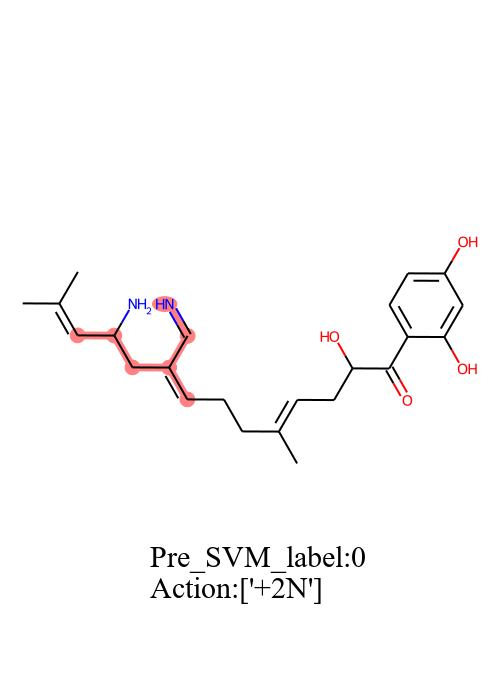 OH
NH2 HN
HO
OH
O
Pre_SVM_label:0
Action:['+2N']